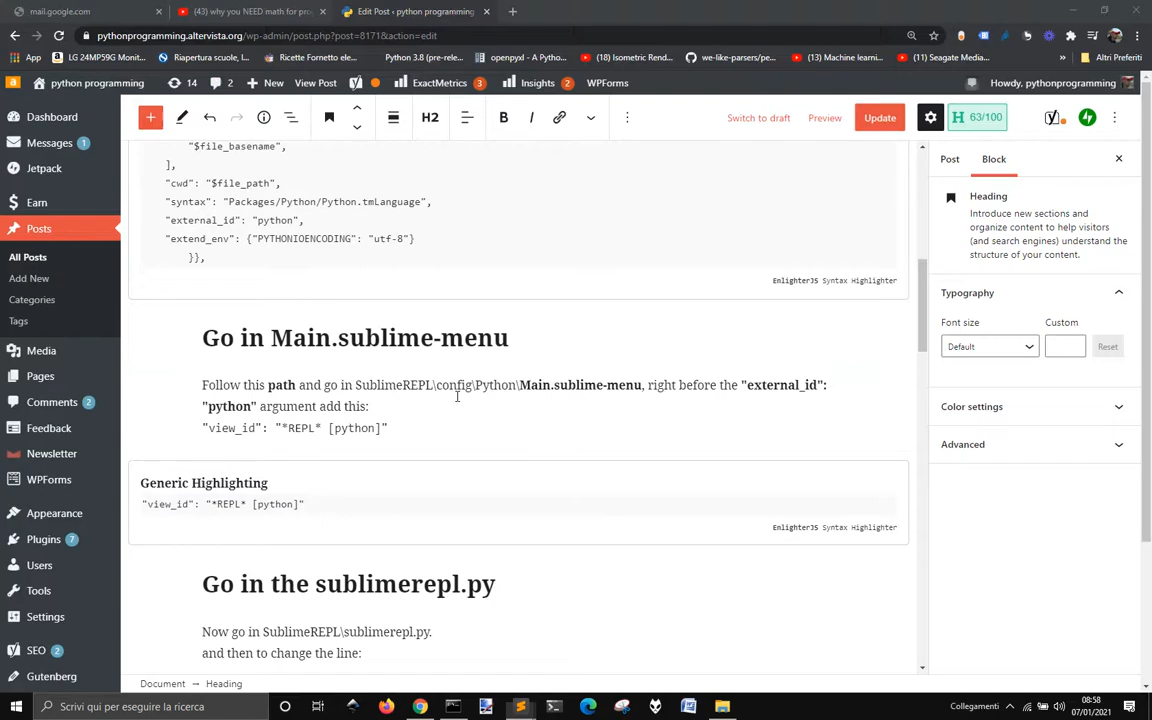 mail.google.com
(43) why you NEED math for pro
Edit Post ‹ python programming
pythonprogramming.altervista.org/wp-admin/post.php?post=8171&action=edit
App
LG 24MP59G Monit...
Riapertura scuole, l...
Ricette Fornetto ele...
Python 3.8 (pre-rele...
openpyxl - A Pytho...
(18) Isometric Rend...
we-like-parsers/pe...
(13) Machine learni...
(11) Seagate Media...
Altri Preferiti
python programming
14
2
New
View Post
ExactMetrics 3
Insights 2
WPForms
Howdy, pythonprogramming
Dashboard
Messages 1
Jetpack
Earn
Posts
All Posts
Add New
Categories
Tags
Media
Pages
Comments 2
Feedback
Newsletter
WPForms
Appearance
Plugins 7
Users
Tools
Settings
SEO 2
Gutenberg
H2
B
I
Switch to draft
Preview
Update
H 63/100
"$file_basename",
],
"cwd": "$file_path",
"syntax": "Packages/Python/Python.tmLanguage",
"external_id": "python",
"extend_env": {"PYTHONIOENCODING": "utf-8"}
}},
EnlighterJS Syntax Highlighter
Go in Main.sublime-menu
Follow this path and go in SublimeREPL\config\Python\Main.sublime-menu, right before the "external_id":
"python" argument add this:
"view_id": "*REPL* [python]"
Generic Highlighting
"view_id": "*REPL* [python]"
EnlighterJS Syntax Highlighter
Go in the sublimerepl.py
Now go in SublimeREPL\sublimerepl.py.
and then to change the line:
Document → Heading
Post
Block
Heading
Introduce new sections and
organize content to help visitors
(and search engines) understand the
structure of your content.
Typography
Font size
Custom
Default
Reset
Color settings
Advanced
Scrivi qui per eseguire la ricerca
Collegamenti
08:58
07/01/2021